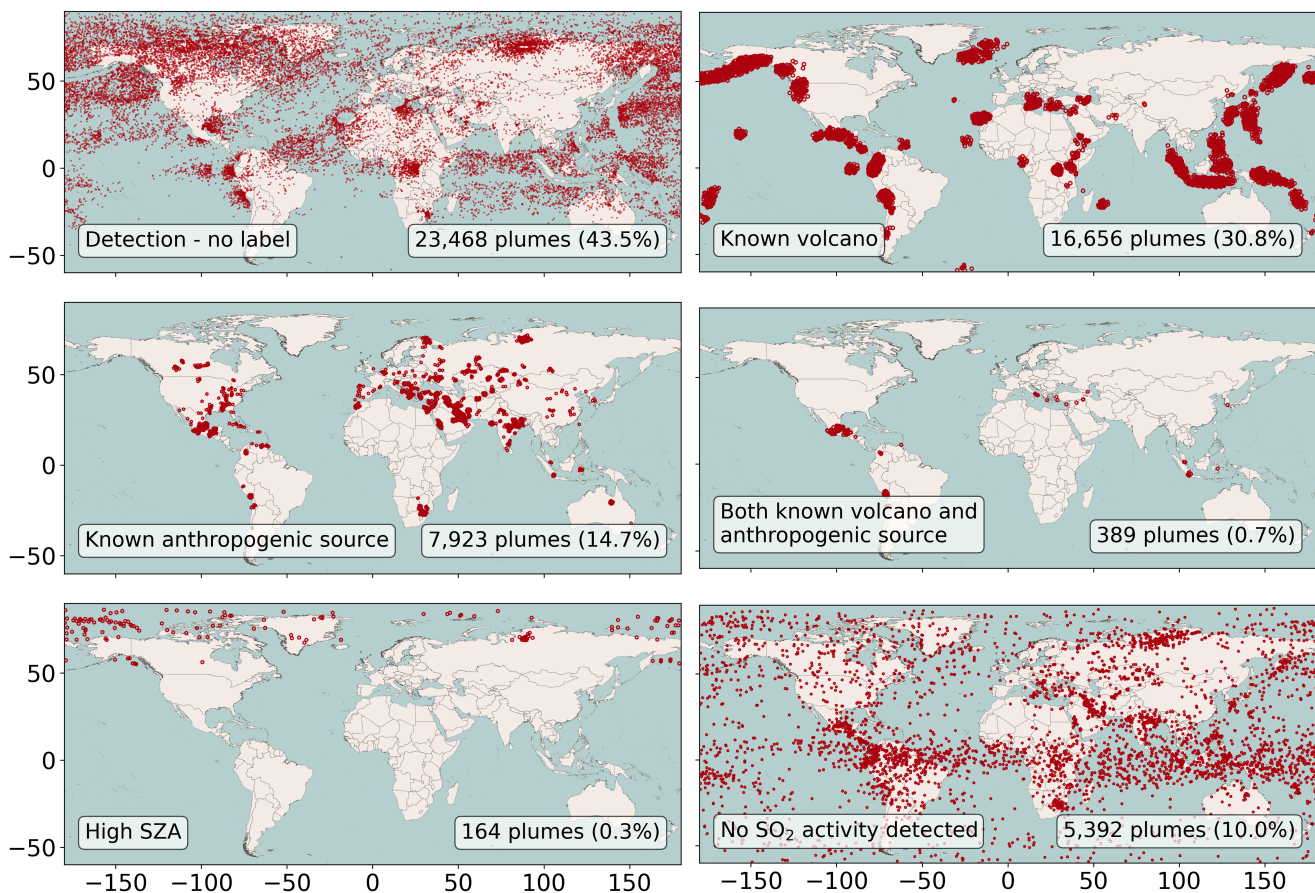 50
0
−50
Detection - no label
23,468 plumes (43.5%)
Known volcano
16,656 plumes (30.8%)
50
0
−50
Known anthropogenic source
7,923 plumes (14.7%)
Both known volcano and
anthropogenic source
389 plumes (0.7%)
50
0
−50
High SZA
164 plumes (0.3%)
No SO₂ activity detected
5,392 plumes (10.0%)
−150 −100 −50 0 50 100 150
−150 −100 −50 0 50 100 150